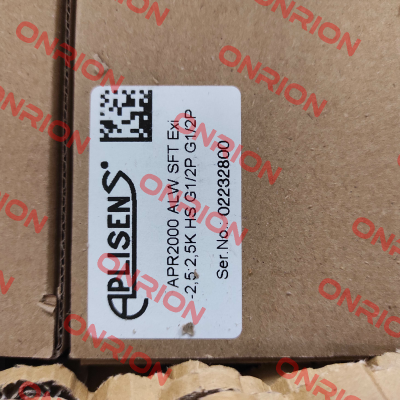 APLISENS
APR2000 ALW SFT Exi
-2,5 2,5K HS G1/2P G1/2P
Ser.No.: 02232800
ONRION